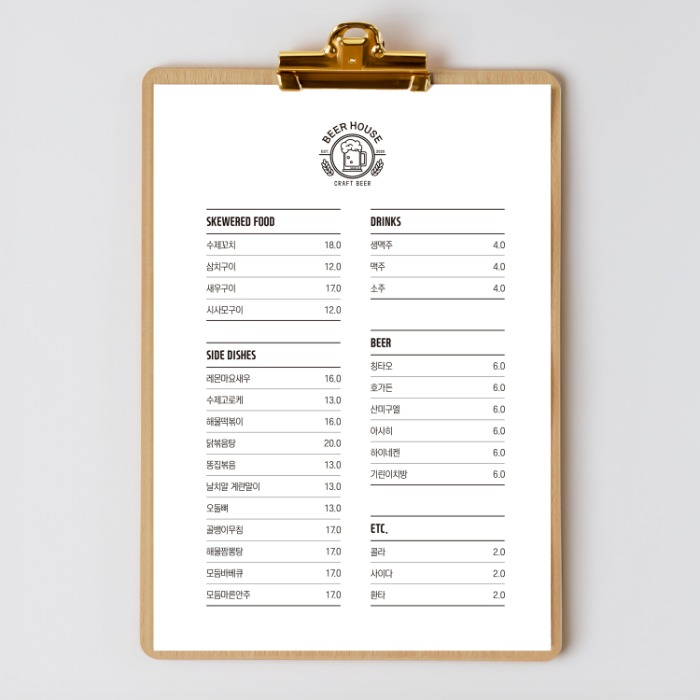 BEER HOUSE
EST. 2020
CRAFT BEER
SKEWERED FOOD
수제꼬치 18.0
삼치구이 12.0
새우구이 17.0
시사모구이 12.0
SIDE DISHES
레몬마요새우 16.0
수제고로케 13.0
해물떡볶이 16.0
닭볶음탕 20.0
똥집볶음 13.0
날치알 계란말이 13.0
오돌뼈 13.0
골뱅이무침 17.0
해물짬뽕탕 17.0
모듬바베큐 17.0
모듬마른안주 17.0
DRINKS
생맥주 4.0
맥주 4.0
소주 4.0
BEER
칭타오 6.0
호가든 6.0
산미구엘 6.0
아사히 6.0
하이네켄 6.0
기린이치방 6.0
ETC.
콜라 2.0
사이다 2.0
환타 2.0